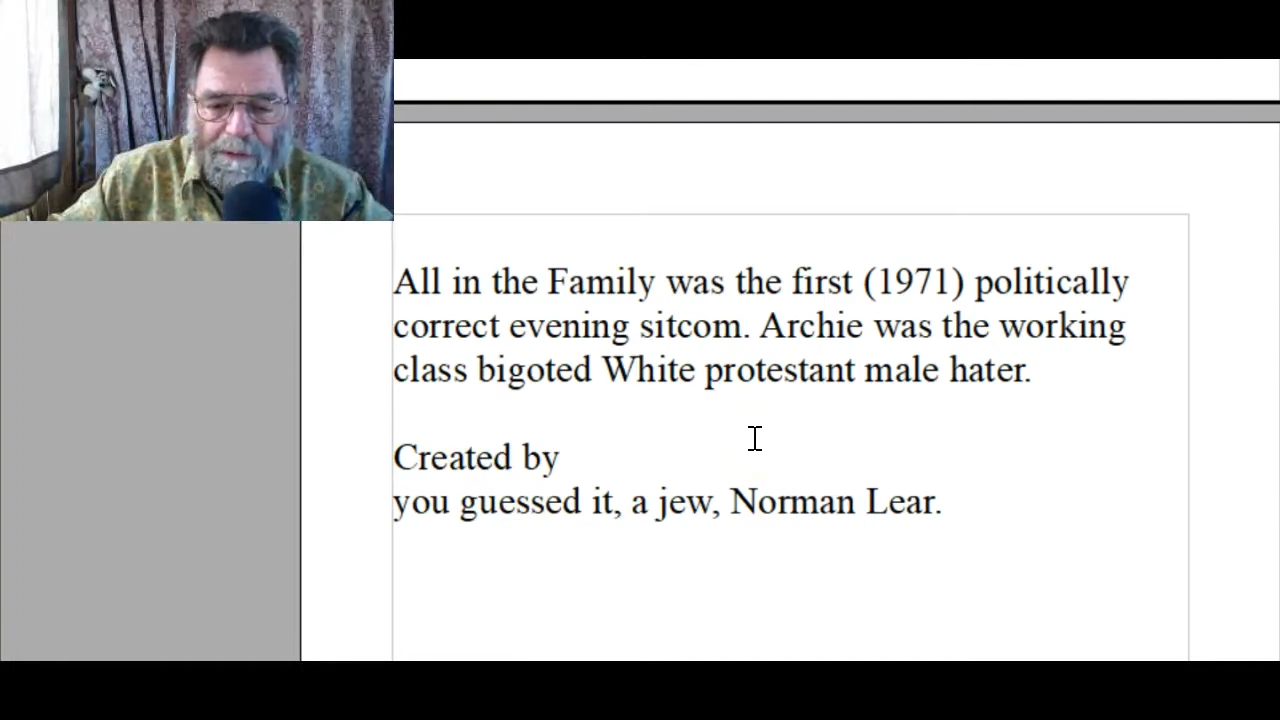 All in the Family was the first (1971) politically
correct evening sitcom. Archie was the working
class bigoted White protestant male hater.
Created by
you guessed it, a jew, Norman Lear.